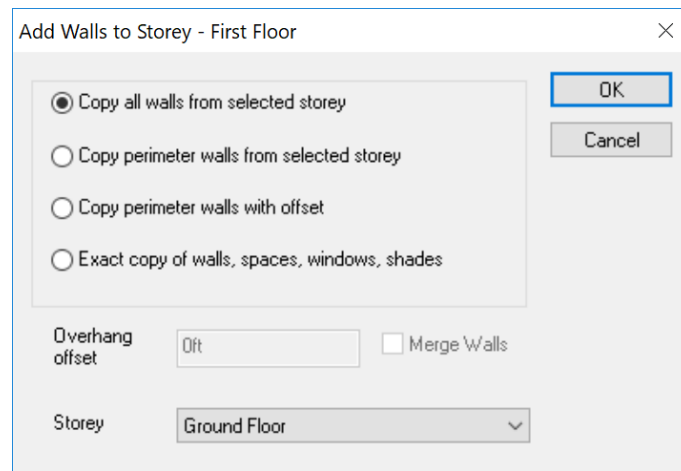 Add Walls to Storey - First Floor
Copy all walls from selected storey
OK
Copy perimeter walls from selected storey
Cancel
Copy perimeter walls with offset
Exact copy of walls, spaces, windows, shades
Overhang
offset
0ft
Merge Walls
Storey
Ground Floor